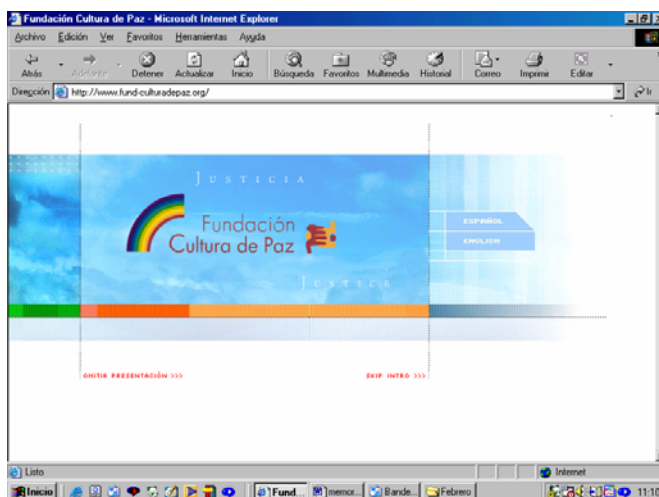 Fundación Cultura de Paz - Microsoft Internet Explorer
Archivo Edición Ver Favoritos Herramientas Ayuda
Atrás Adelante Detener Actualizar Inicio Búsqueda Favoritos Multimedia Historial Correo Imprimir Editar
Dirección http://www.fund-culturadepaz.org/ Ir
JUSTICIA
Fundación
Cultura de Paz
ESPAÑOL
ENGLISH
JUSTICE
OMITIR PRESENTACIÓN >>> SKIP INTRO >>>
Listo Internet
Inicio Fund... memor... Bande... Febrero 11:10